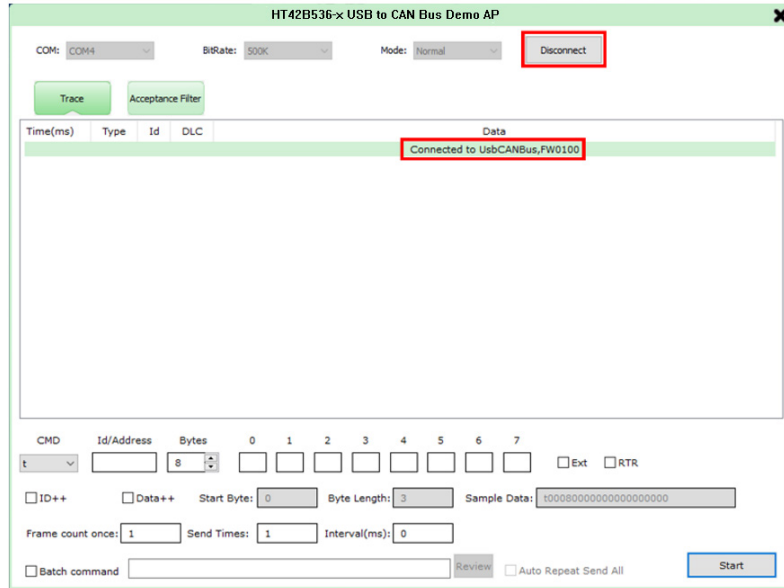 HT42B536-x USB to CAN Bus Demo AP
COM: COM4 BitRate: 500K Mode: Normal Disconnect
Trace Acceptance Filter
Time(ms) Type Id DLC Data
Connected to UsbCANBus,FW0100
CMD Id/Address Bytes 0 1 2 3 4 5 6 7
t 8 Ext RTR
ID++ Data++ Start Byte: 0 Byte Length: 3 Sample Data: t00080000000000000000
Frame count once: 1 Send Times: 1 Interval(ms): 0
Batch command Review Auto Repeat Send All Start